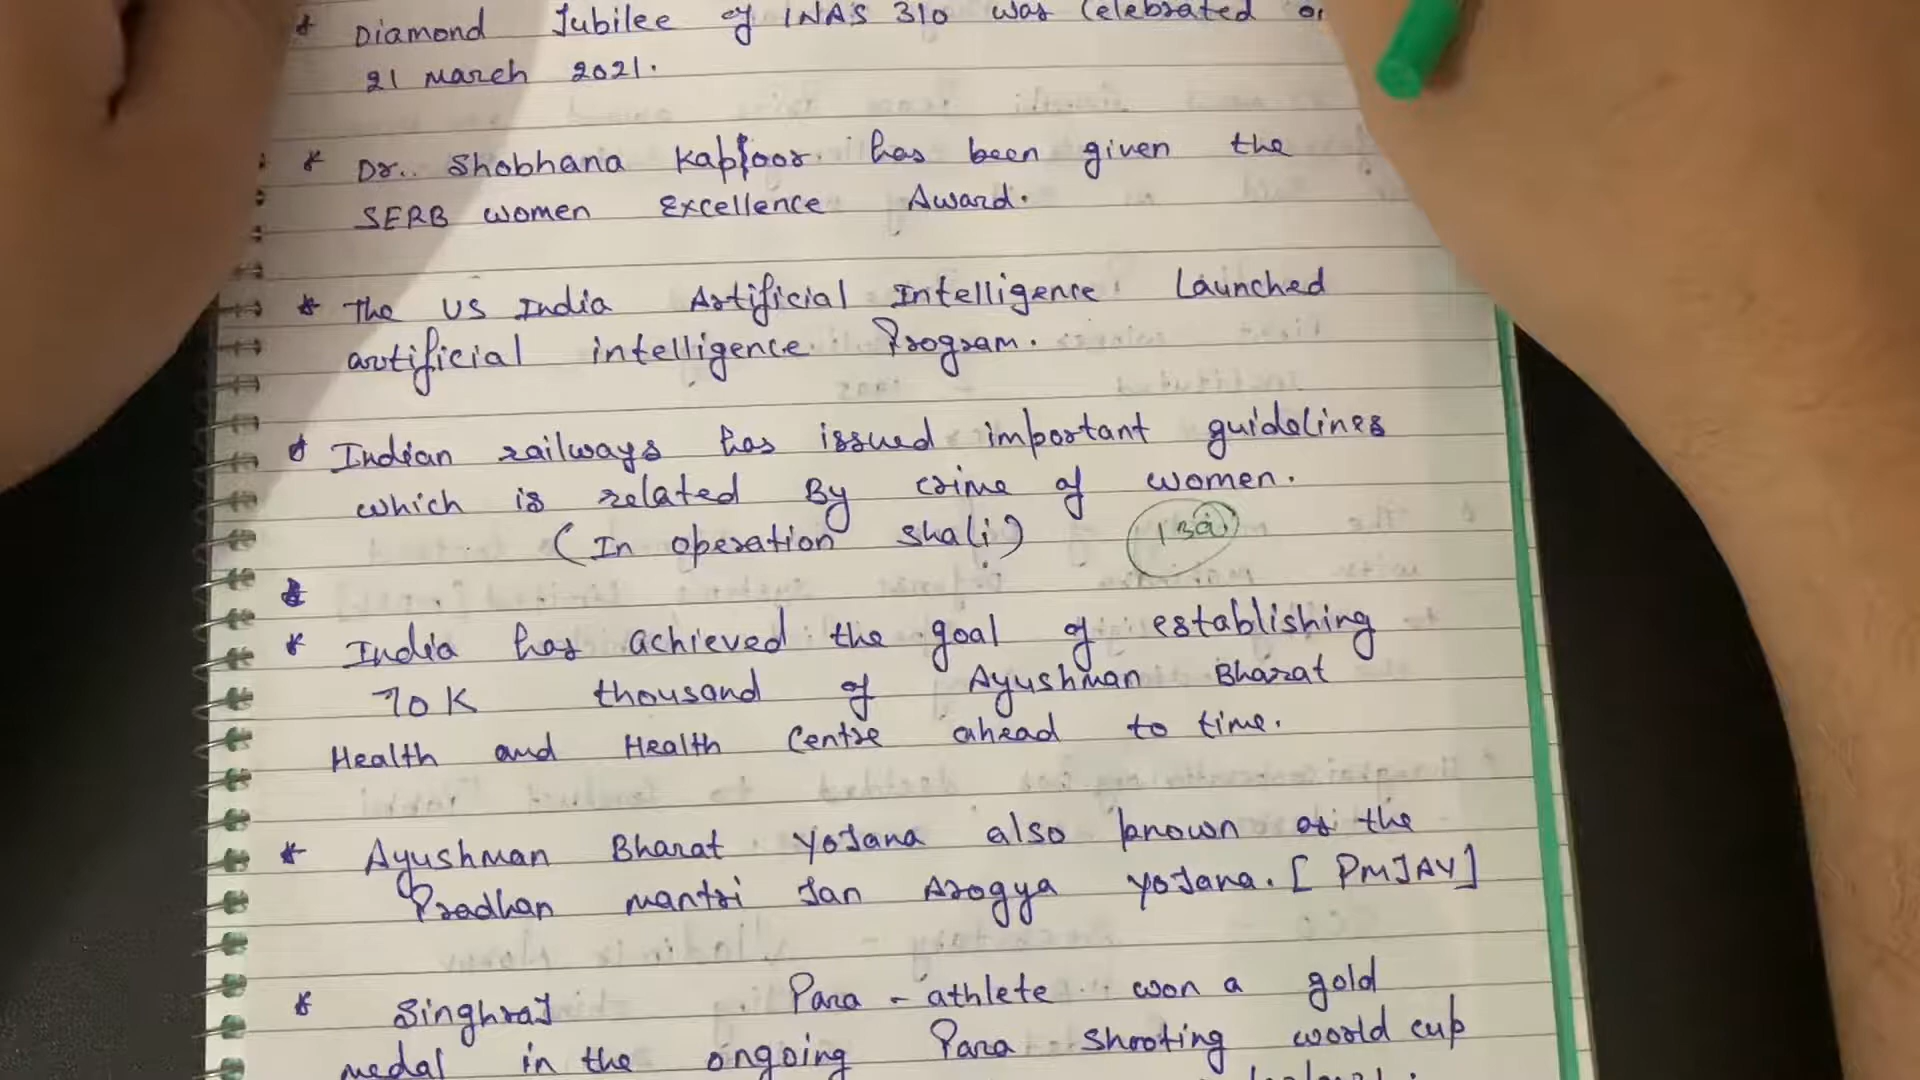 * Diamond Jubilee of INAS 310 was celebrated
21 March 2021.
* Dr.. Shobhana Kapoor has been given the
SERB women Excellence Award.
* The US India Artificial Intelligence Launched
artificial intelligence Program.
* Indian railways has issued important guidelines
which is related By crime of women.
(In operation Shali)
* India has achieved the goal of establishing
70K thousand of Ayushman Bharat
Health and Health Centre ahead to time.
* Ayushman Bharat YoJana also known as the
Pradhan mantri Jan Arogya YoJana. [PMJAY]
* SinghraJ Para - athlete won a gold
medal in the ongoing Para shooting world cup